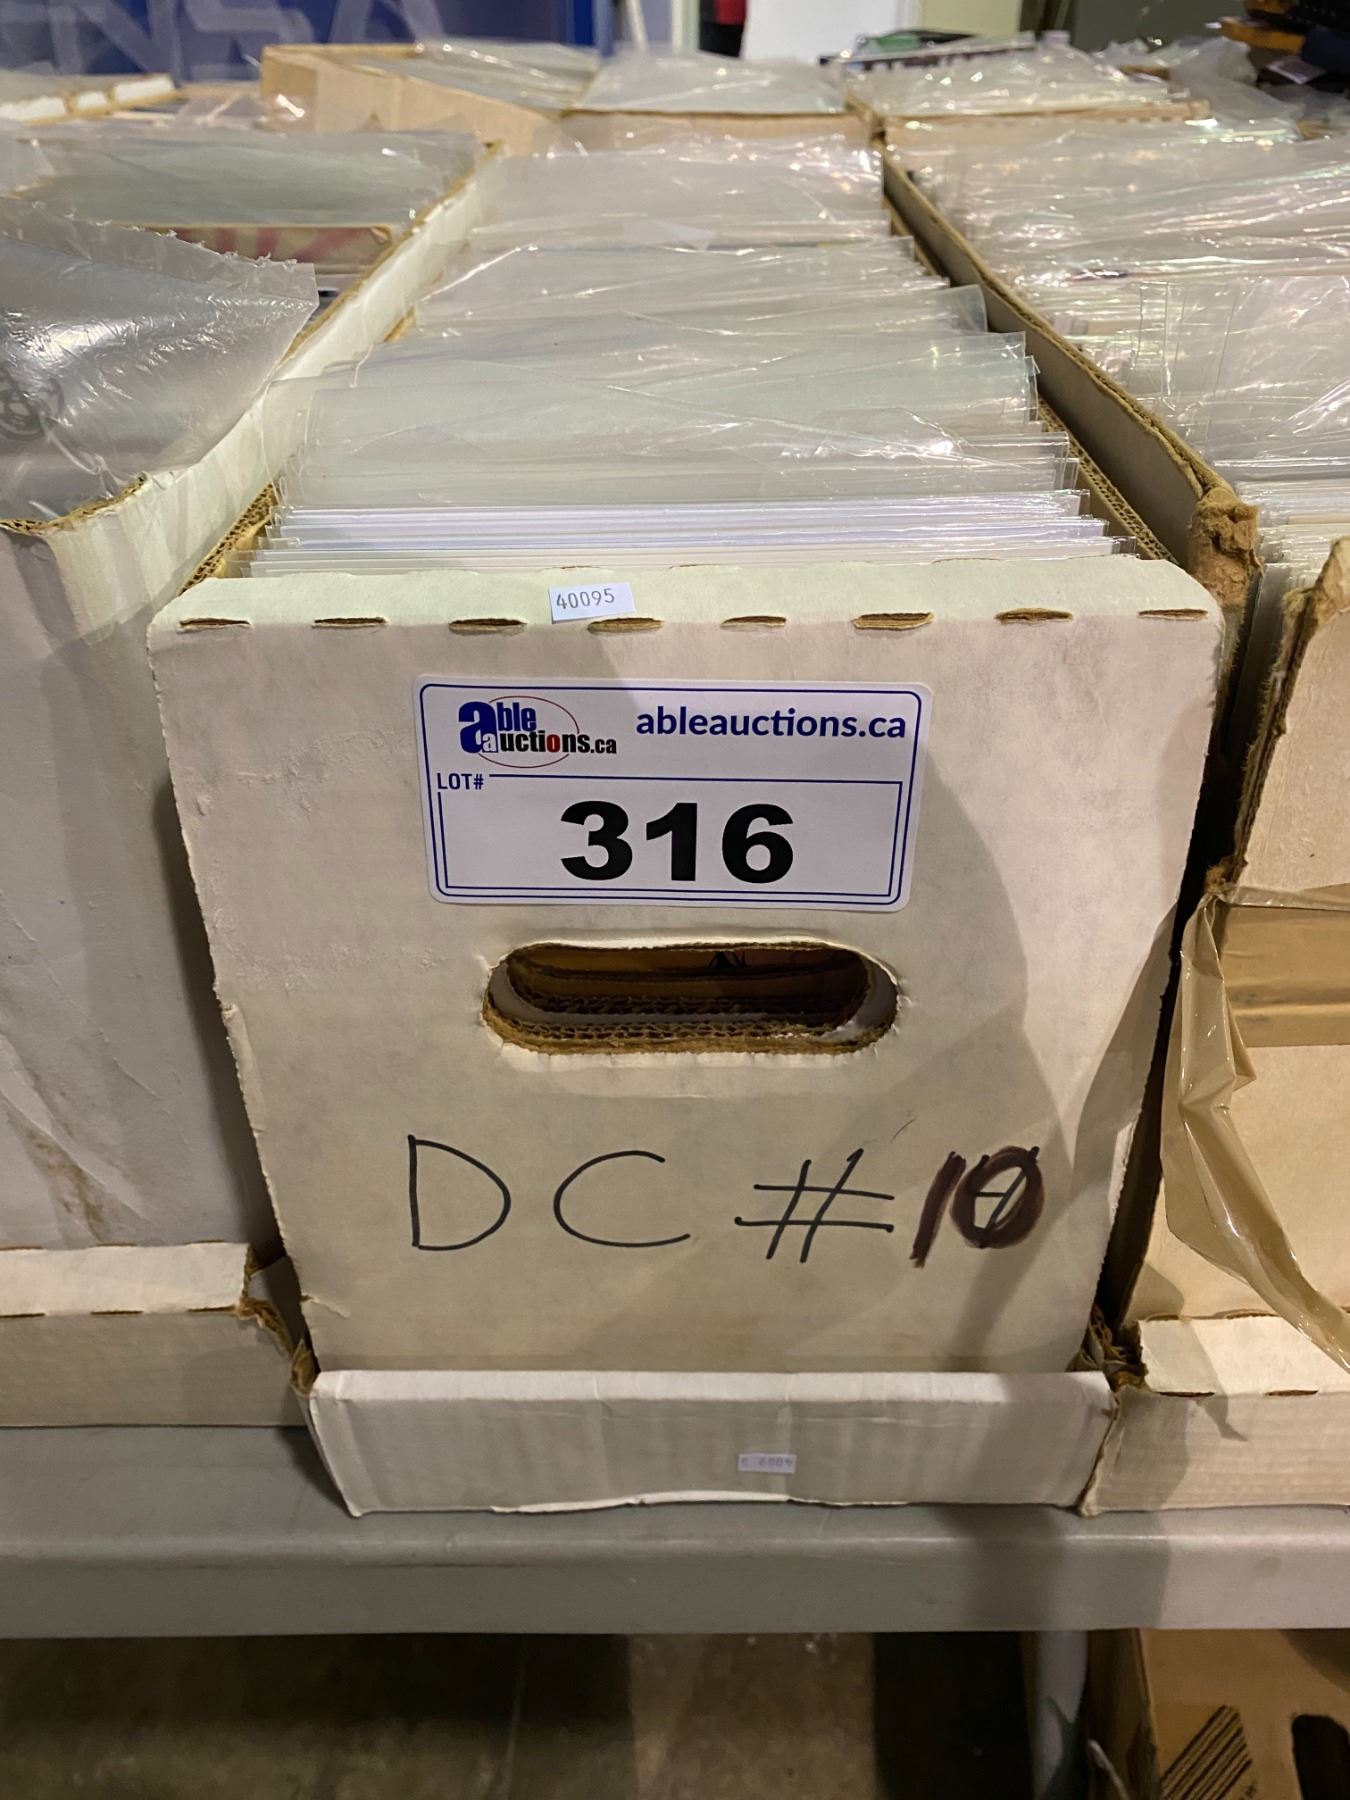 40095
able auctions.ca
ableauctions.ca
LOT#
316
DC #10